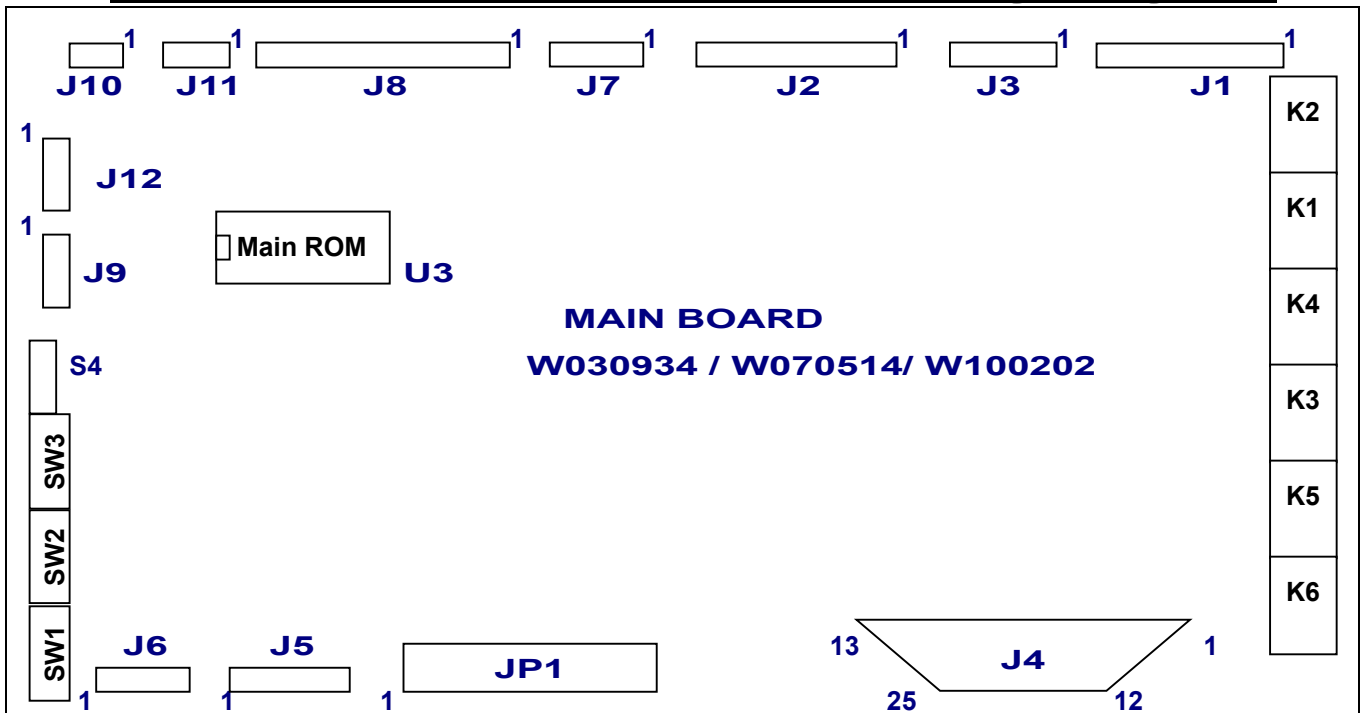 1 1 1 1 1 1 1
J10 J11 J8 J7 J2 J3 J1
K2
1
J12
K1
1
Main ROM
J9 U3
K4
MAIN BOARD
S4 W030934 / W070514/ W100202
K3
SW3
K5
SW2
K6
SW1
J6 J5 13 1
JP1 J4
1 1 1 25 12